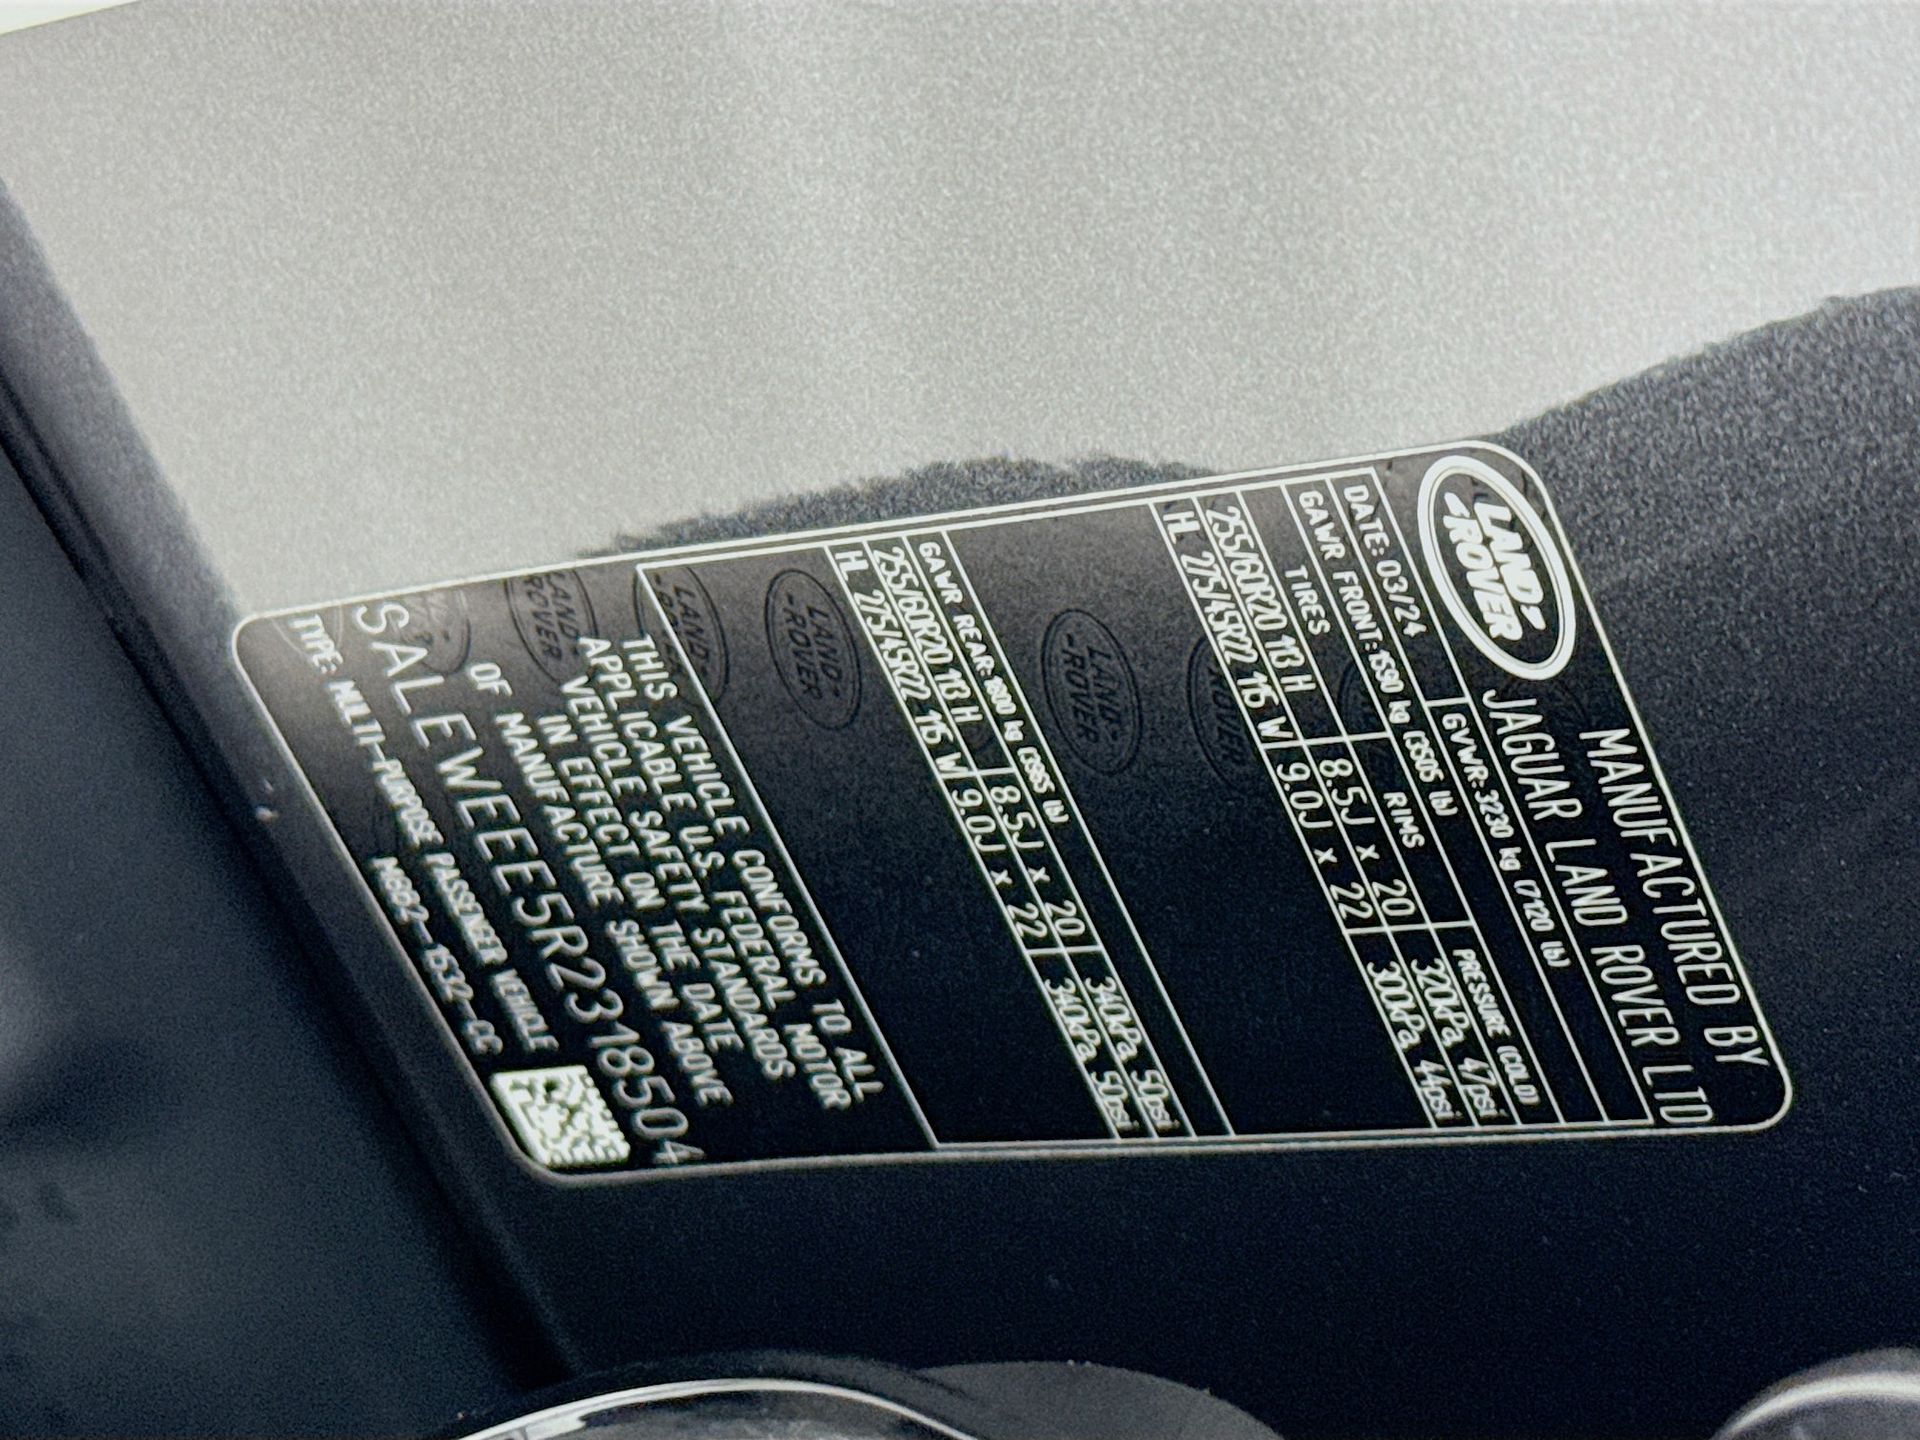 LAND
ROVER
MANUFACTURED BY
JAGUAR LAND ROVER LTD
DATE: 03/24 GVWR: 3230 kg (7120 lb)
GAWR FRONT: 1590 kg (3505 lb)
TIRES RIMS PRESSURE (COLD)
255/60R20 113 H 8.5J x 20 320kPa 47psi
HL 275/45R22 115 W 9.0J x 22 300kPa 44psi
GAWR REAR: 1800 kg (3985 lb)
255/60R20 113 H 8.5J x 20 340kPa 50psi
HL 275/45R22 115 W 9.0J x 22 340kPa 50psi
THIS VEHICLE CONFORMS TO ALL
APPLICABLE U.S. FEDERAL MOTOR
VEHICLE SAFETY STANDARDS
IN EFFECT ON THE DATE
OF MANUFACTURE SHOWN ABOVE
SALEWEEE5R2318504
TYPE: MULTI-PURPOSE PASSENGER VEHICLE